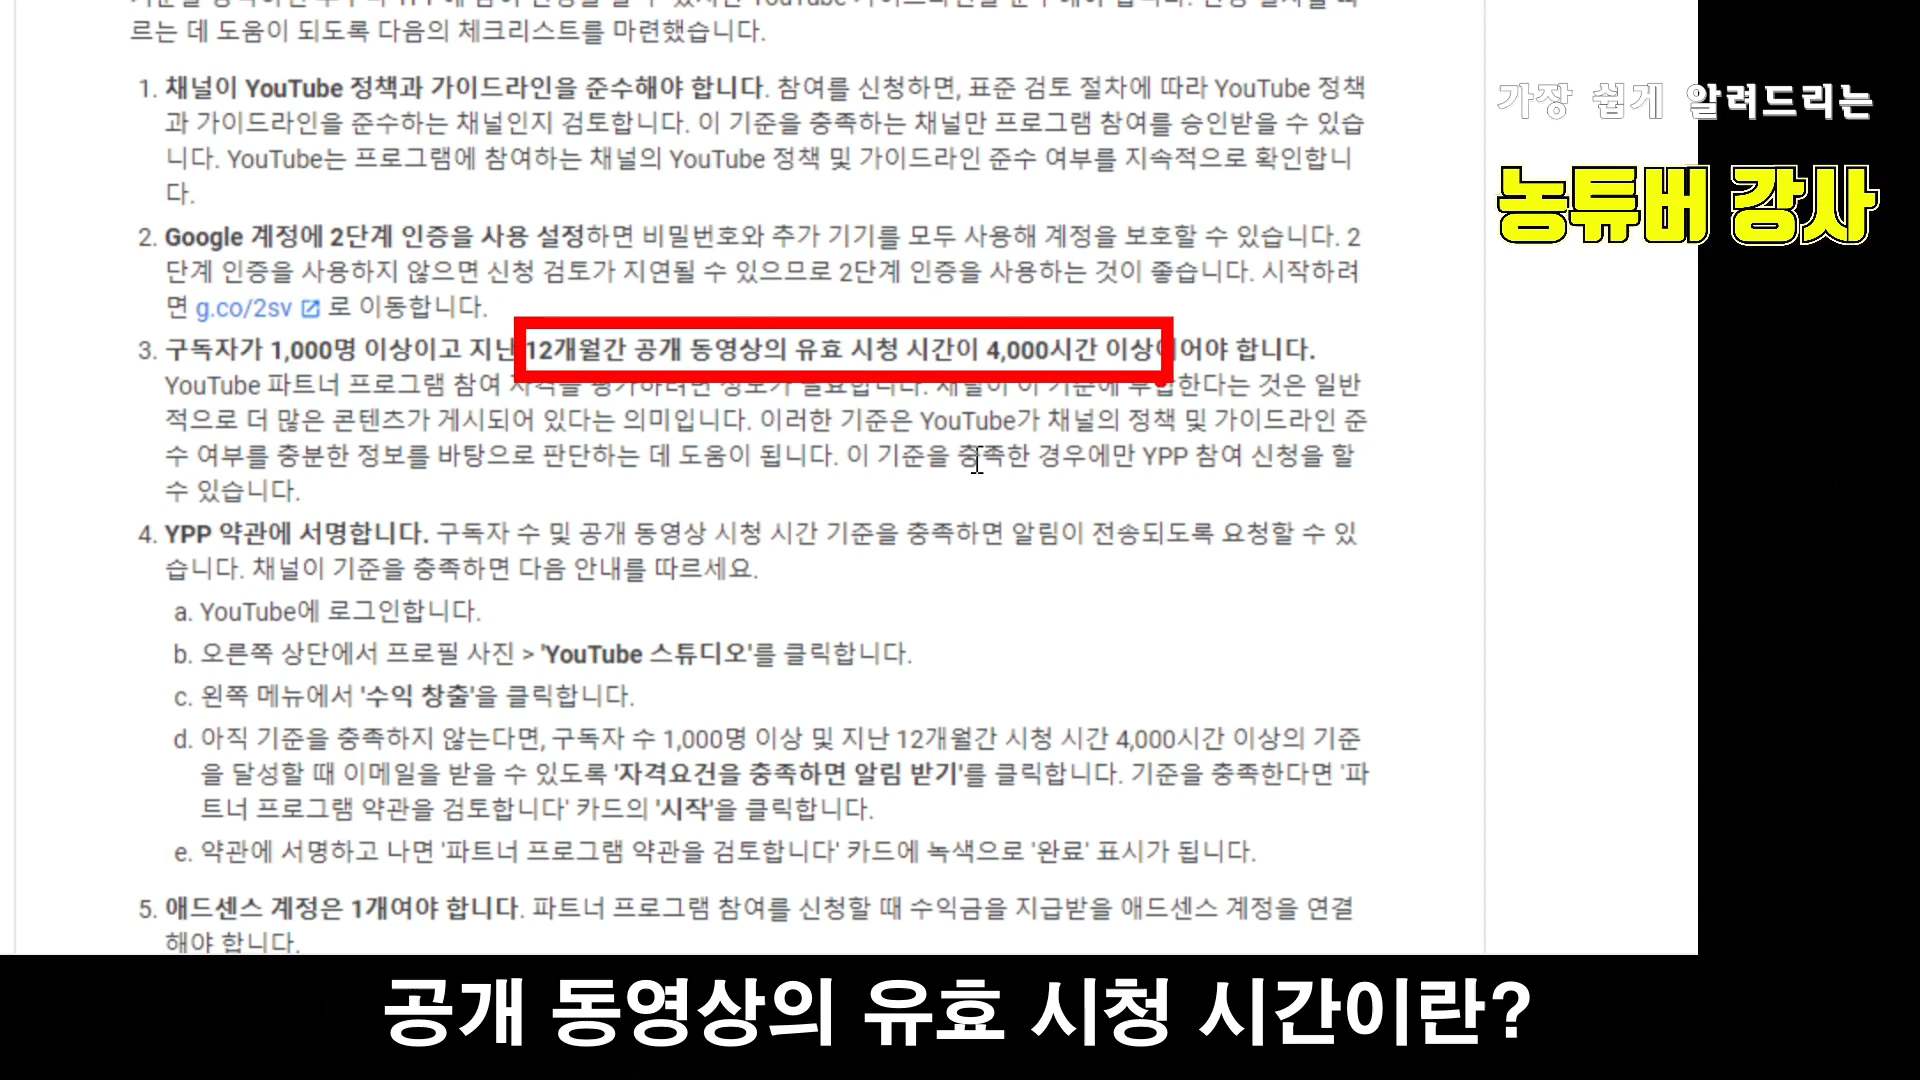 르는 데 도움이 되도록 다음의 체크리스트를 마련했습니다.
1. 채널이 YouTube 정책과 가이드라인을 준수해야 합니다. 참여를 신청하면, 표준 검토 절차에 따라 YouTube 정책
과 가이드라인을 준수하는 채널인지 검토합니다. 이 기준을 충족하는 채널만 프로그램 참여를 승인받을 수 있습
니다. YouTube는 프로그램에 참여하는 채널의 YouTube 정책 및 가이드라인 준수 여부를 지속적으로 확인합니
다.
가장 쉽게 알려드리는
농튜버 강사
2. Google 계정에 2단계 인증을 사용 설정하면 비밀번호와 추가 기기를 모두 사용해 계정을 보호할 수 있습니다. 2
단계 인증을 사용하지 않으면 신청 검토가 지연될 수 있으므로 2단계 인증을 사용하는 것이 좋습니다. 시작하려
면 g.co/2sv 로 이동합니다.
3. 구독자가 1,000명 이상이고 지난 12개월간 공개 동영상의 유효 시청 시간이 4,000시간 이상이어야 합니다.
YouTube 파트너 프로그램 참여 자격을 평가하려면 정보가 필요합니다. 채널이 이 기준에 부합한다는 것은 일반
적으로 더 많은 콘텐츠가 게시되어 있다는 의미입니다. 이러한 기준은 YouTube가 채널의 정책 및 가이드라인 준
수 여부를 충분한 정보를 바탕으로 판단하는 데 도움이 됩니다. 이 기준을 충족한 경우에만 YPP 참여 신청을 할
수 있습니다.
4. YPP 약관에 서명합니다. 구독자 수 및 공개 동영상 시청 시간 기준을 충족하면 알림이 전송되도록 요청할 수 있
습니다. 채널이 기준을 충족하면 다음 안내를 따르세요.
a. YouTube에 로그인합니다.
b. 오른쪽 상단에서 프로필 사진 > 'YouTube 스튜디오'를 클릭합니다.
c. 왼쪽 메뉴에서 '수익 창출'을 클릭합니다.
d. 아직 기준을 충족하지 않는다면, 구독자 수 1,000명 이상 및 지난 12개월간 시청 시간 4,000시간 이상의 기준
을 달성할 때 이메일을 받을 수 있도록 '자격요건을 충족하면 알림 받기'를 클릭합니다. 기준을 충족한다면 '파
트너 프로그램 약관을 검토합니다' 카드의 '시작'을 클릭합니다.
e. 약관에 서명하고 나면 '파트너 프로그램 약관을 검토합니다' 카드에 녹색으로 '완료' 표시가 됩니다.
5. 애드센스 계정은 1개여야 합니다. 파트너 프로그램 참여를 신청할 때 수익금을 지급받을 애드센스 계정을 연결
해야 합니다.
공개 동영상의 유효 시청 시간이란?